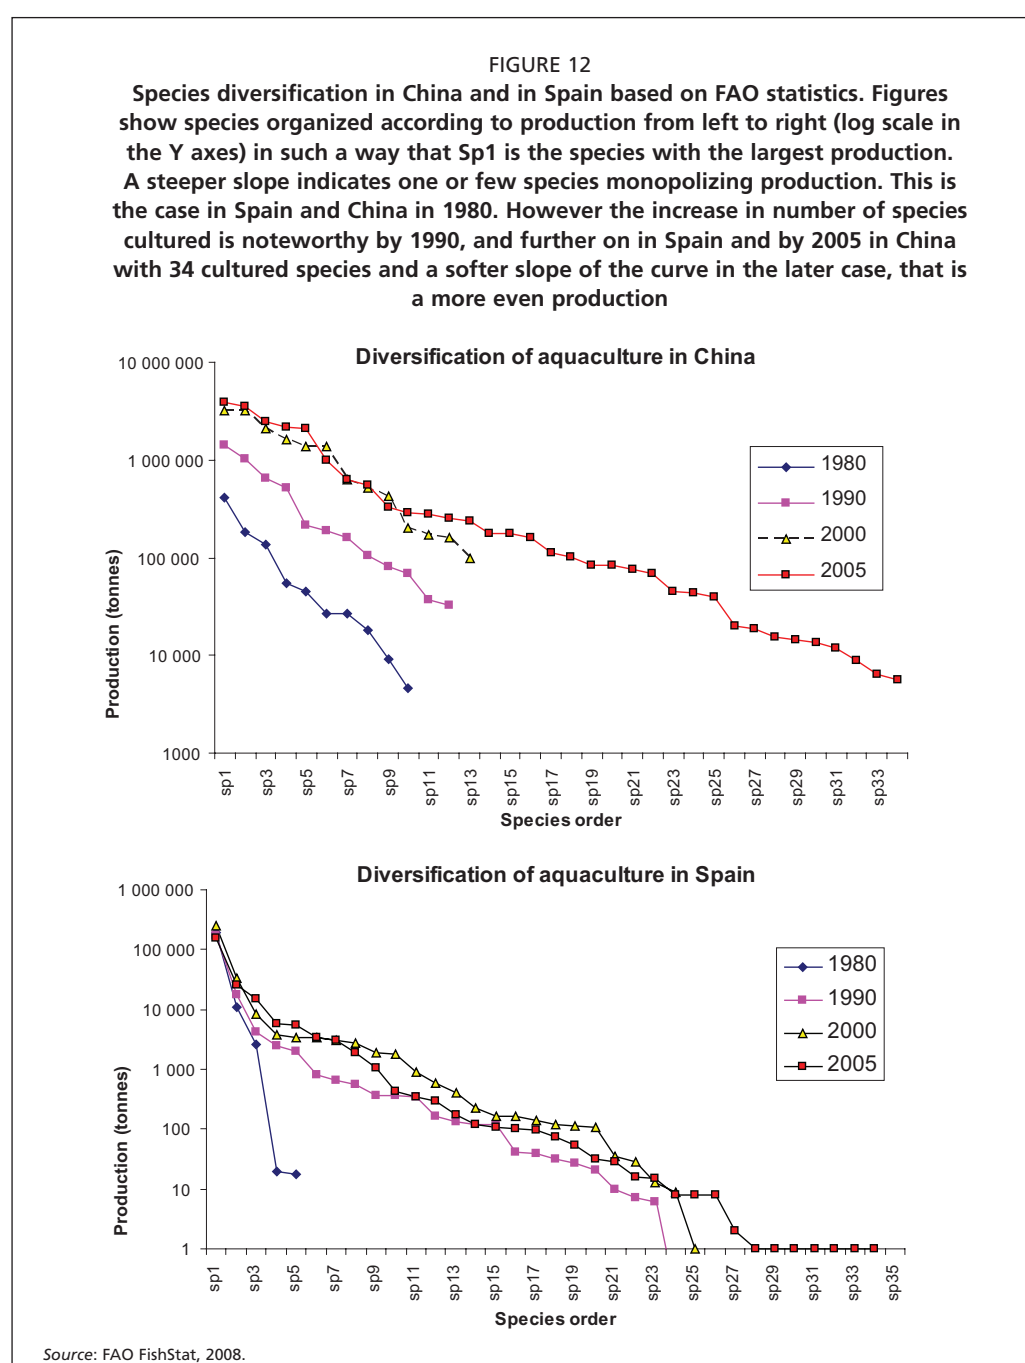 FIGURE 12
Species diversification in China and in Spain based on FAO statistics. Figures
show species organized according to production from left to right (log scale in
the Y axes) in such a way that Sp1 is the species with the largest production.
A steeper slope indicates one or few species monopolizing production. This is
the case in Spain and China in 1980. However the increase in number of species
cultured is noteworthy by 1990, and further on in Spain and by 2005 in China
with 34 cultured species and a softer slope of the curve in the later case, that is
a more even production
Diversification of aquaculture in China
Production (tonnes)
10 000 000
1 000 000
100 000
10 000
1000
1980
1990
2000
2005
sp1
sp3
sp5
sp7
sp9
sp11
sp13
sp15
sp17
sp19
sp21
sp23
sp25
sp27
sp29
sp31
sp33
Species order
Diversification of aquaculture in Spain
Production (tonnes)
1 000 000
100 000
10 000
1 000
100
10
1
1980
1990
2000
2005
sp1
sp3
sp5
sp7
sp9
sp11
sp13
sp15
sp17
sp19
sp21
sp23
sp25
sp27
sp29
sp31
sp33
sp35
Species order
Source: FAO FishStat, 2008.